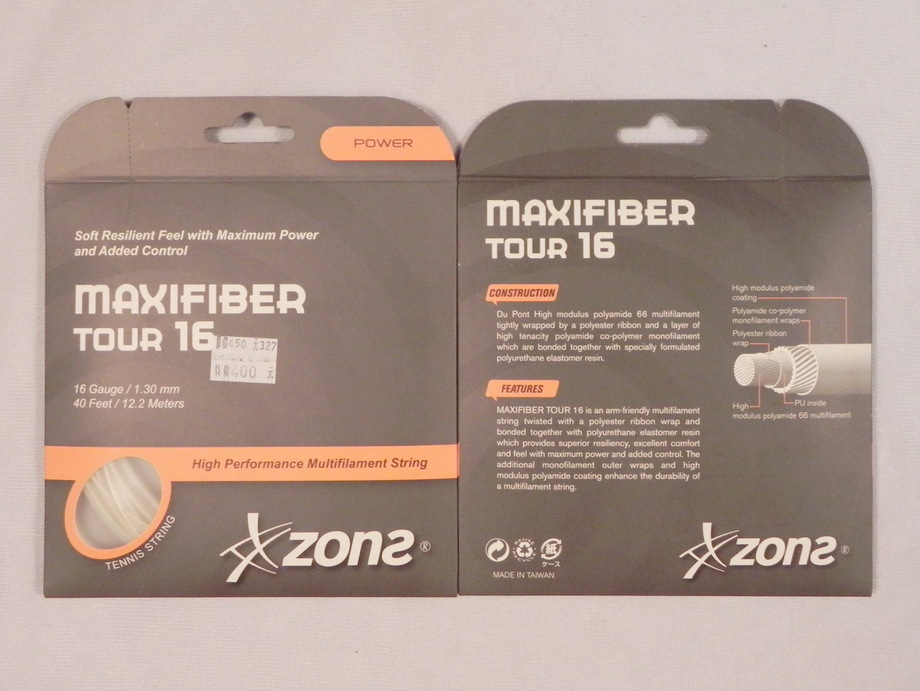 POWER
Soft Resilient Feel with Maximum Power
and Added Control
MAXIFIBER
TOUR 16
450 元 327
特價 400 元
16 Gauge / 1.30 mm
40 Feet / 12.2 Meters
High Performance Multifilament String
TENNIS STRING
zons®
MAXIFIBER
TOUR 16
CONSTRUCTION
Du Pont High modulus polyamide 66 multifilament
tightly wrapped by a polyester ribbon and a layer of
high tenacity polyamide co-polymer monofilament
which are bonded together with specially formulated
polyurethane elastomer resin.
High modulus polyamide
coating
Polyamide co-polymer
monofilament wraps
Polyester ribbon
wrap
PU inside
High
modulus polyamide 66 multifilament
FEATURES
MAXIFIBER TOUR 16 is an arm-friendly multifilament
string twisted with a polyester ribbon wrap and
bonded together with polyurethane elastomer resin
which provides superior resiliency, excellent comfort
and feel with maximum power and added control. The
additional monofilament outer wraps and high
modulus polyamide coating enhance the durability of
a multifilament string.
紙
ケース
MADE IN TAIWAN
zons®